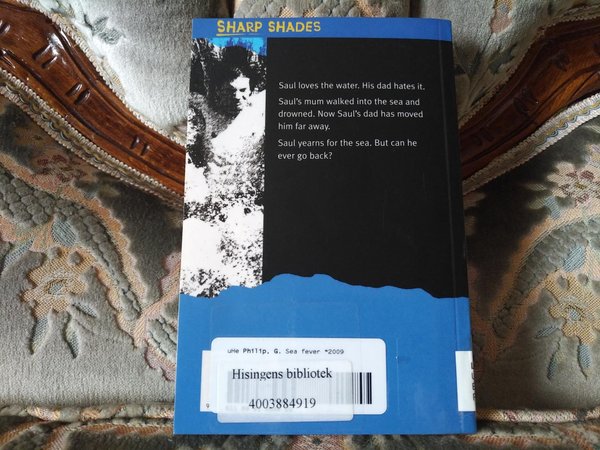 SHARP SHADES
Saul loves the water. His dad hates it.
Saul's mum walked into the sea and
drowned. Now Saul's dad has moved
him far away.
Saul yearns for the sea. But can he
ever go back?
uHe Philip, G. Sea fever *2009
Hisingens bibliotek
4003884919
9